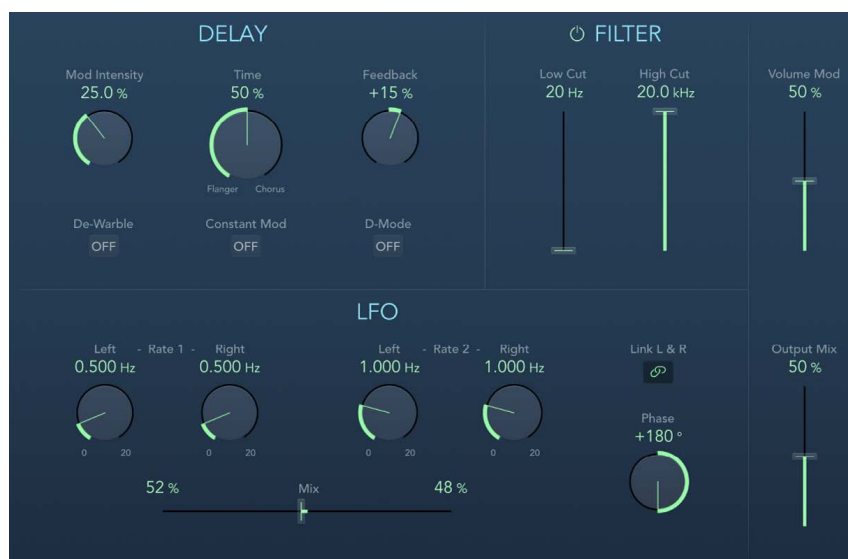 DELAY
FILTER
Mod Intensity
25.0 %
Time
50 %
Feedback
+15 %
Low Cut
20 Hz
High Cut
20.0 kHz
Volume Mod
50 %
Flanger Chorus
De-Warble
OFF
Constant Mod
OFF
D-Mode
OFF
LFO
Left - Rate 1 - Right
0.500 Hz 0.500 Hz
0 20 0 20
Left - Rate 2 - Right
1.000 Hz 1.000 Hz
0 20 0 20
Link L & R
Phase
+180 °
52 % Mix 48 %
Output Mix
50 %